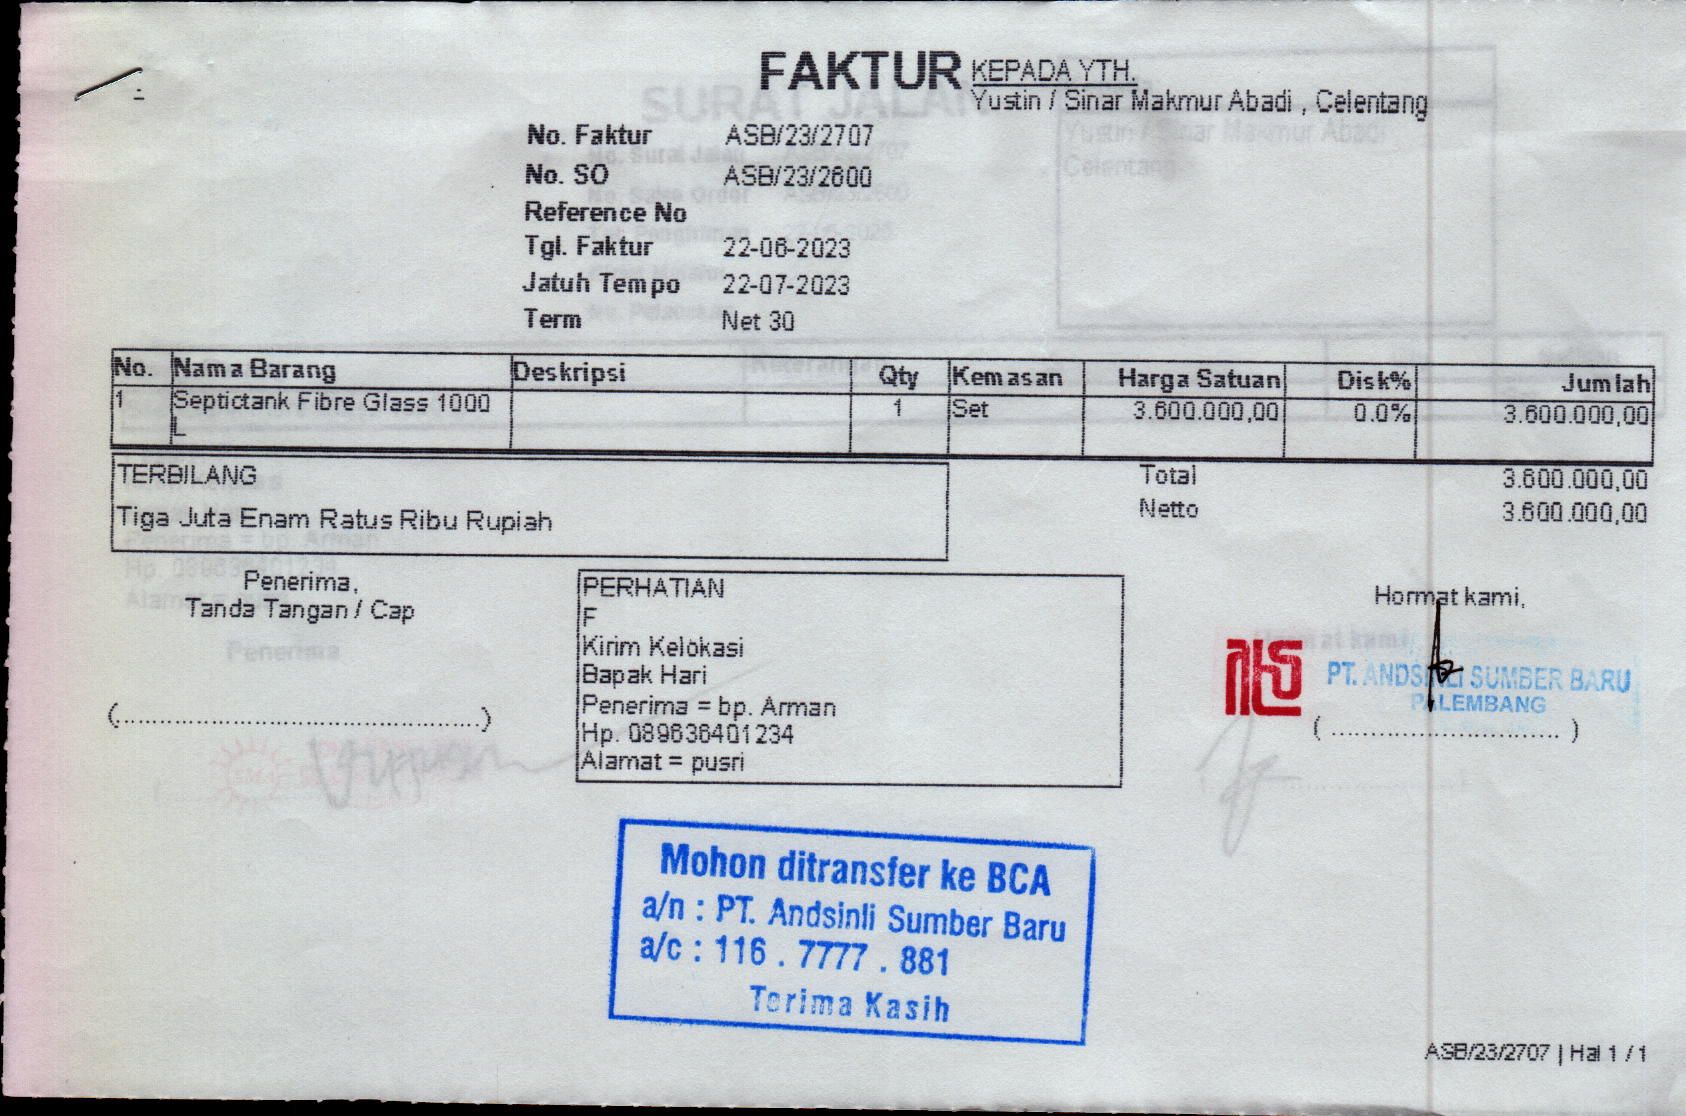 FAKTUR
KEPADA YTH.
Yustin / Sinar Makmur Abadi , Celentang
No. Faktur ASB/23/2707
No. SO ASB/23/2600
Reference No
Tgl. Faktur 22-06-2023
Jatuh Tempo 22-07-2023
Term Net 30
No. Nama Barang Deskripsi Qty Kemasan Harga Satuan Disk% Jumlah
1 Septictank Fibre Glass 1000 1 Set 3.600.000,00 0.0% 3.600.000,00
L
TERBILANG
Tiga Juta Enam Ratus Ribu Rupiah
Total 3.600.000,00
Netto 3.600.000,00
Penerima,
Tanda Tangan / Cap
(..................................................)
PERHATIAN
F
Kirim Kelokasi
Bapak Hari
Penerima = bp. Arman
Hp. 089636401234
Alamat = pusri
Hormat kami,
PT. ANDSINLI SUMBER BARU
PALEMBANG
( ............................... )
Mohon ditransfer ke BCA
a/n : PT. Andsinli Sumber Baru
a/c : 116 . 7777 . 881
Terima Kasih
ASB/23/2707 | Hal 1 / 1